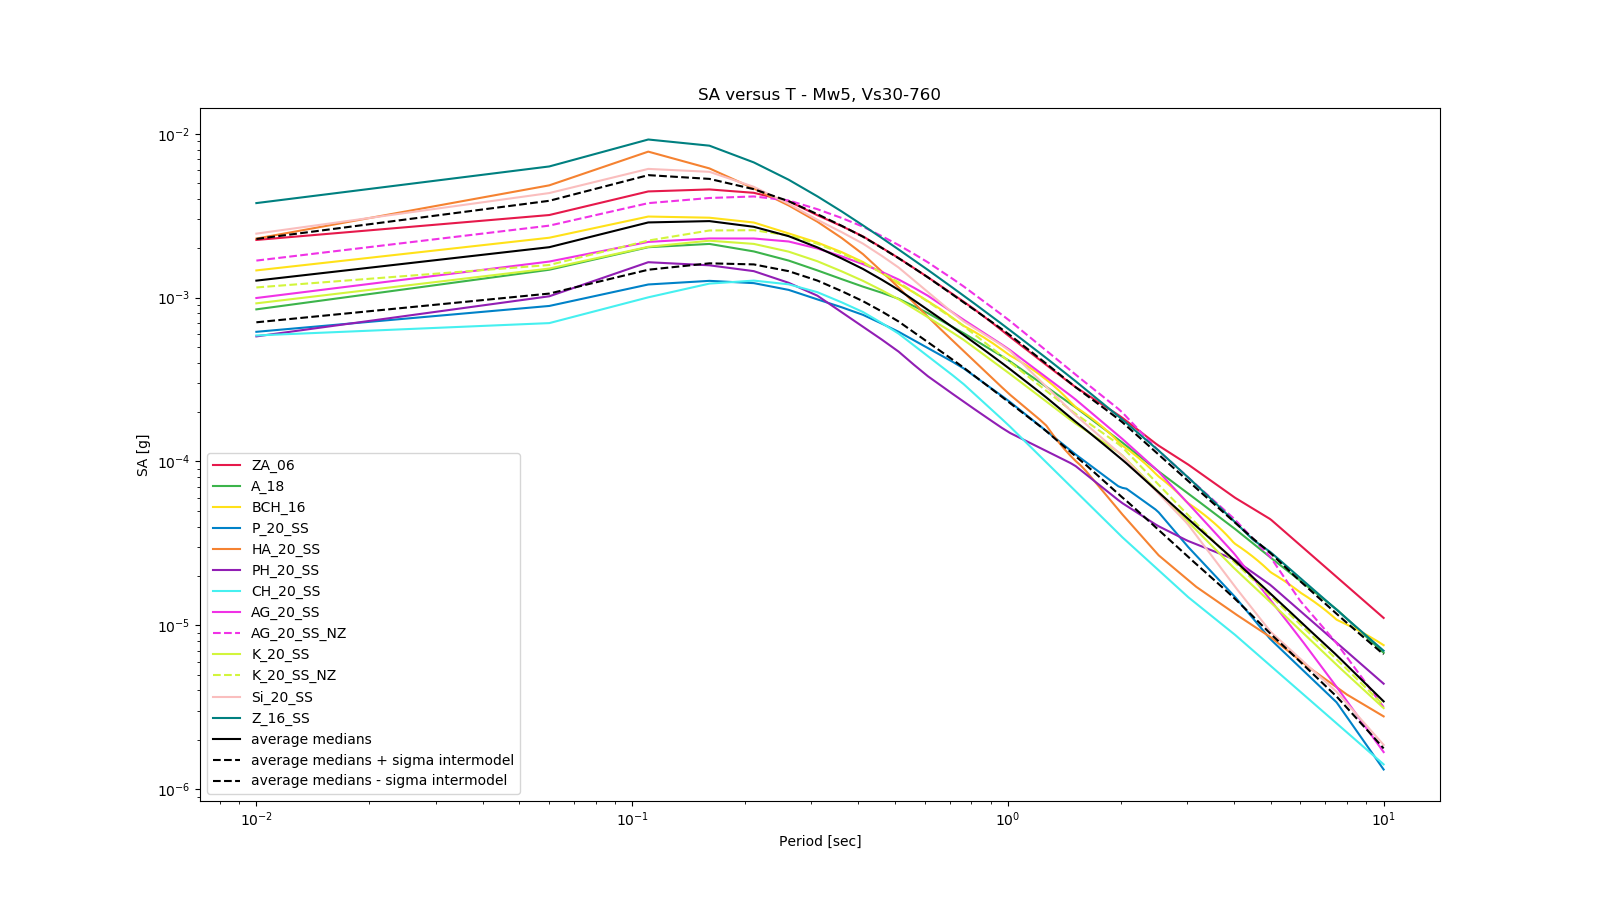 SA versus T - Mw5, Vs30-760
10⁻²
10⁻³
10⁻⁴
10⁻⁵
10⁻⁶
SA [g]
ZA_06
A_18
BCH_16
P_20_SS
HA_20_SS
PH_20_SS
CH_20_SS
AG_20_SS
AG_20_SS_NZ
K_20_SS
K_20_SS_NZ
Si_20_SS
Z_16_SS
average medians
average medians + sigma intermodel
average medians - sigma intermodel
10⁻² 10⁻¹ 10⁰ 10¹
Period [sec]